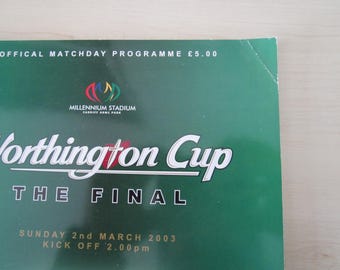 OFFICAL MATCHDAY PROGRAMME £5.00
MILLENNIUM STADIUM
CARDIFF ARMS PARK
Worthington Cup
THE FINAL
SUNDAY 2nd MARCH 2003
KICK OFF 2.00pm